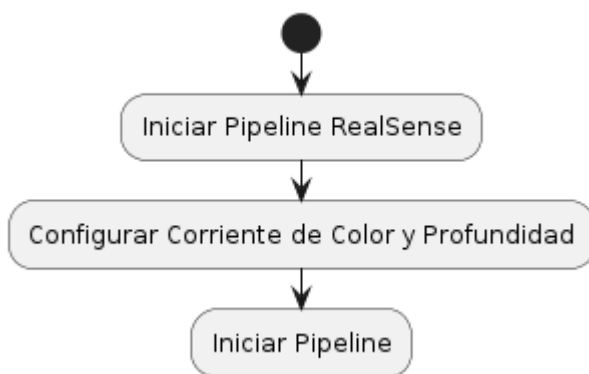 Iniciar Pipeline RealSense
Configurar Corriente de Color y Profundidad
Iniciar Pipeline